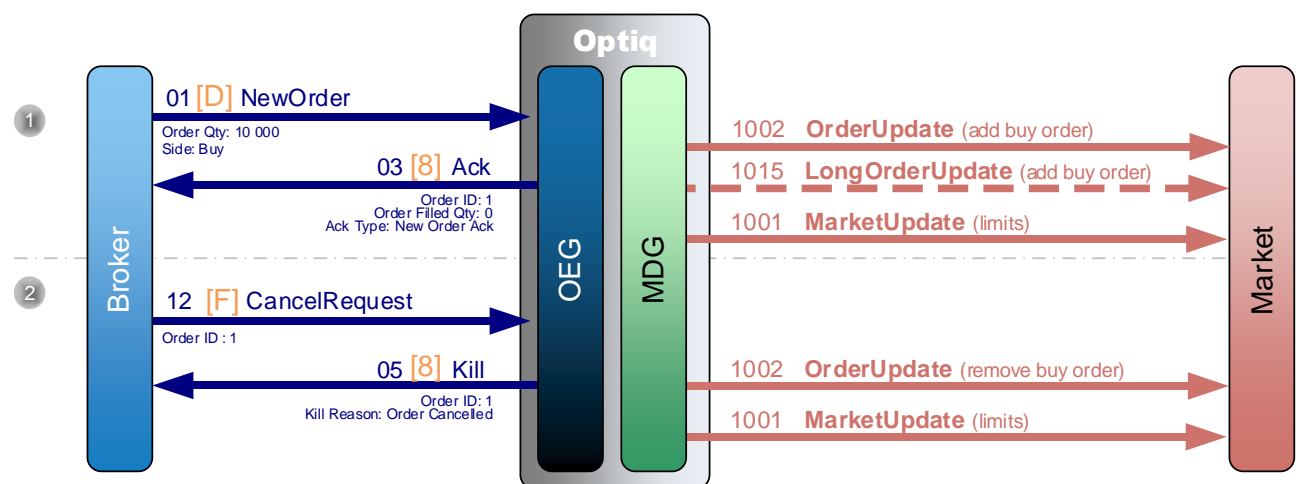 Optiq
1
01 [D] NewOrder
Order Qty: 10 000
Side: Buy
1002 OrderUpdate (add buy order)
03 [8] Ack
1015 LongOrderUpdate (add buy order)
Order ID: 1
Order Filled Qty: 0
Ack Type: New Order Ack
1001 MarketUpdate (limits)
Broker
OEG
MDG
Market
2
12 [F] CancelRequest
Order ID : 1
05 [8] Kill
1002 OrderUpdate (remove buy order)
Order ID: 1
Kill Reason: Order Cancelled
1001 MarketUpdate (limits)